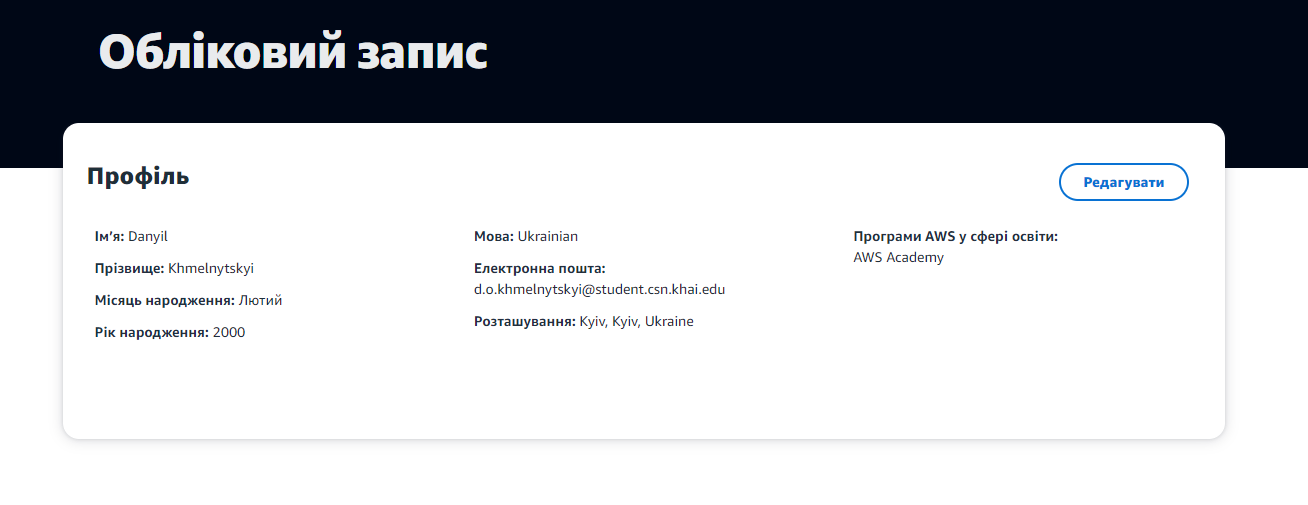 Обліковий запис
Профіль
Редагувати
Ім'я: Danyil
Прізвище: Khmelnytskyi
Місяць народження: Лютий
Рік народження: 2000
Мова: Ukrainian
Електронна пошта:
d.o.khmelnytskyi@student.csn.khai.edu
Розташування: Kyiv, Kyiv, Ukraine
Програми AWS у сфері освіти:
AWS Academy